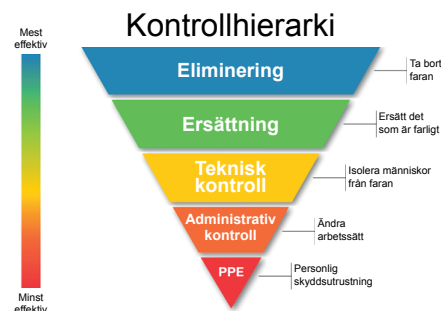 Kontrollhierarki
Mest
effektiv
Eliminering
Ta bort
faran
Ersättning
Ersätt det
som är farligt
Teknisk
kontroll
Isolera människor
från faran
Administrativ
kontroll
Ändra
arbetssätt
PPE
Personlig
skyddsutrustning
Minst
effektiv